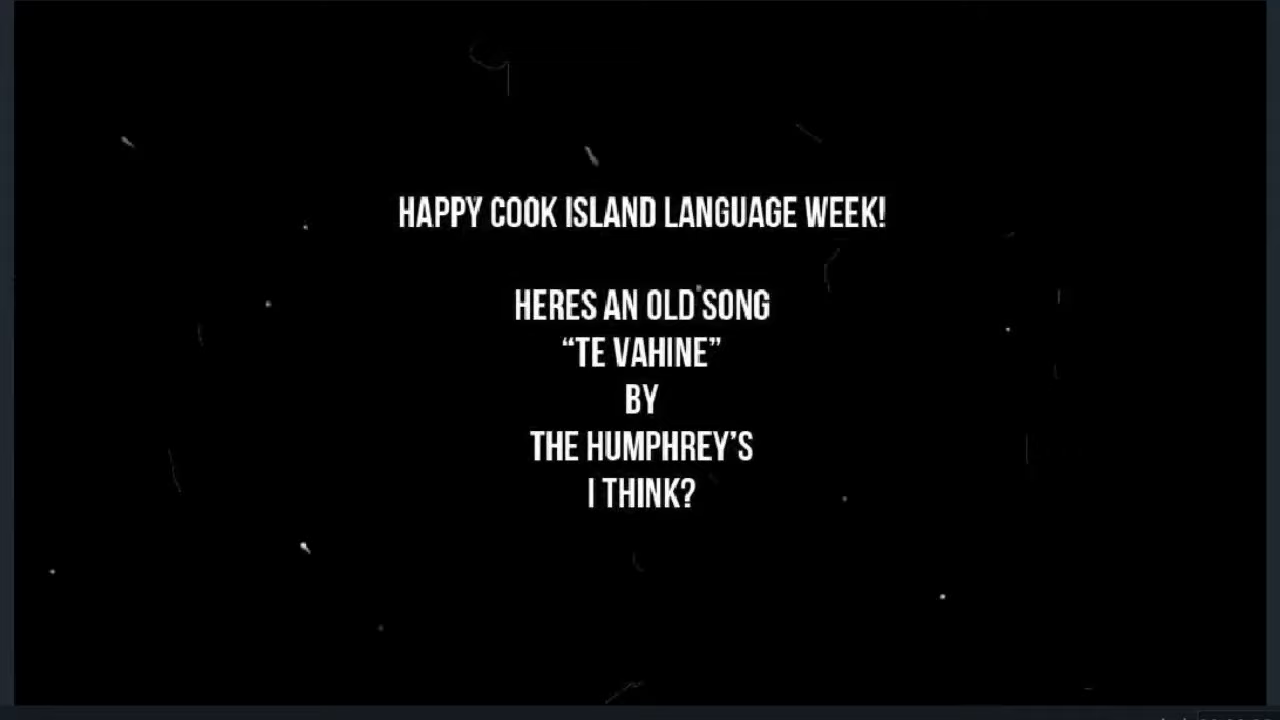 HAPPY COOK ISLAND LANGUAGE WEEK!
HERES AN OLD SONG
“TE VAHINE”
BY
THE HUMPHREY’S
I THINK?